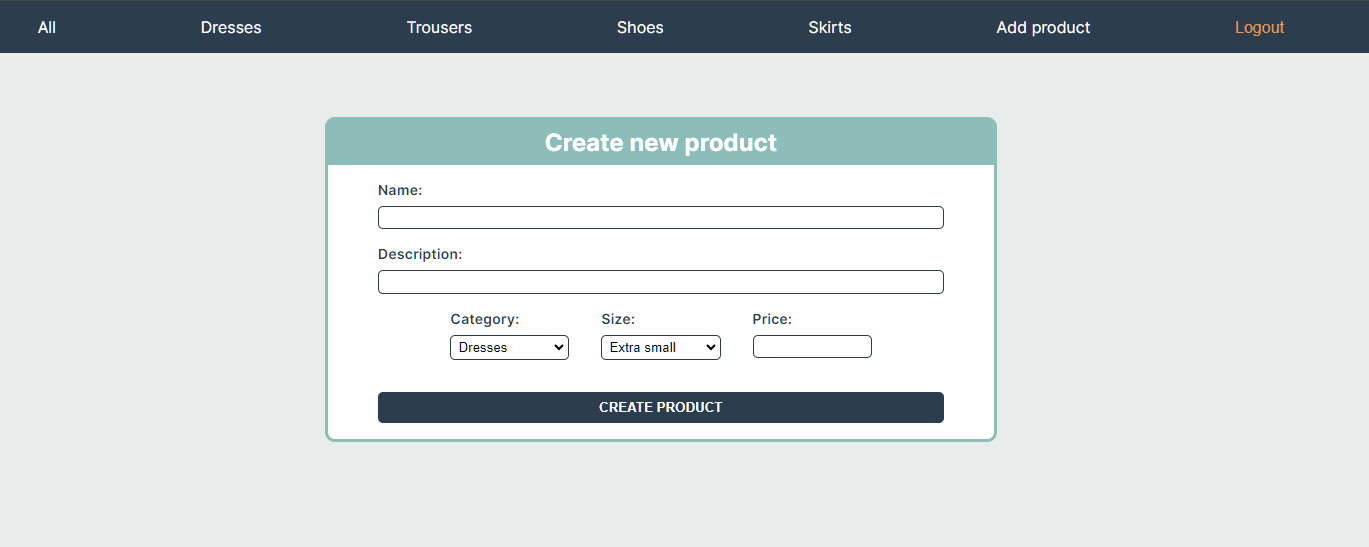 All Dresses Trousers Shoes Skirts Add product Logout
Create new product
Name:
Description:
Category: Size: Price:
Dresses Extra small
CREATE PRODUCT